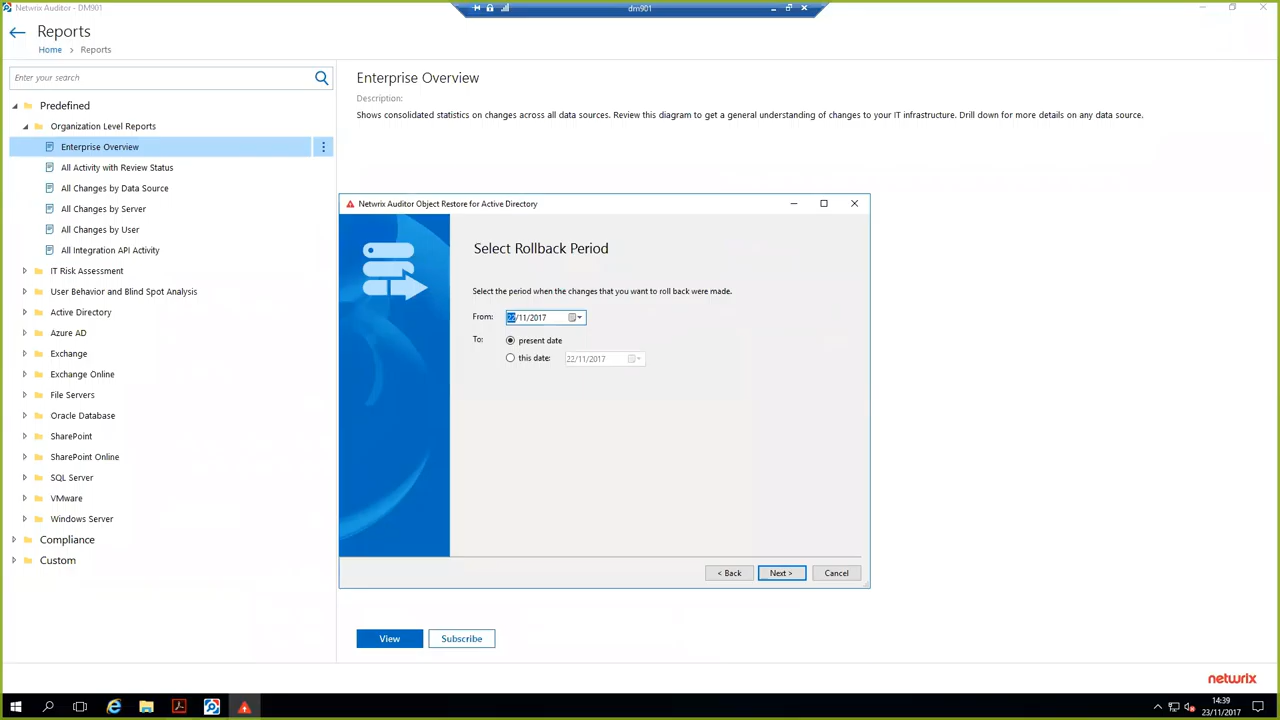 Netwrix Auditor - DM901
dm901
Reports
Home > Reports
Enter your search
Predefined
Organization Level Reports
Enterprise Overview
All Activity with Review Status
All Changes by Data Source
All Changes by Server
All Changes by User
All Integration API Activity
IT Risk Assessment
User Behavior and Blind Spot Analysis
Active Directory
Azure AD
Exchange
Exchange Online
File Servers
Oracle Database
SharePoint
SharePoint Online
SQL Server
VMware
Windows Server
Compliance
Custom
Enterprise Overview
Description:
Shows consolidated statistics on changes across all data sources. Review this diagram to get a general understanding of changes to your IT infrastructure. Drill down for more details on any data source.
Netwrix Auditor Object Restore for Active Directory
Select Rollback Period
Select the period when the changes that you want to roll back were made.
From: 22/11/2017
To: present date
this date: 22/11/2017
< Back Next > Cancel
View Subscribe
netwrix
14:39
23/11/2017